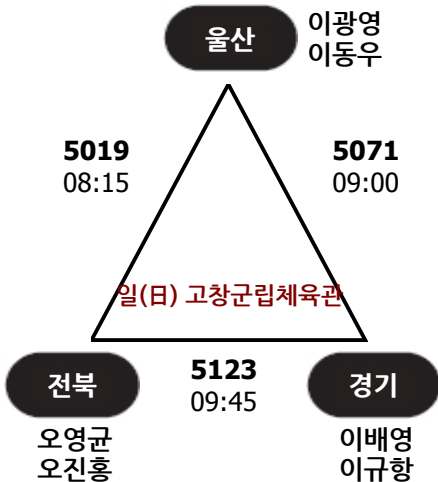 울산
이광영
이동우
5019
08:15
5071
09:00
일(日) 고창군립체육관
전북
5123
09:45
경기
오영균
오진홍
이배영
이규항